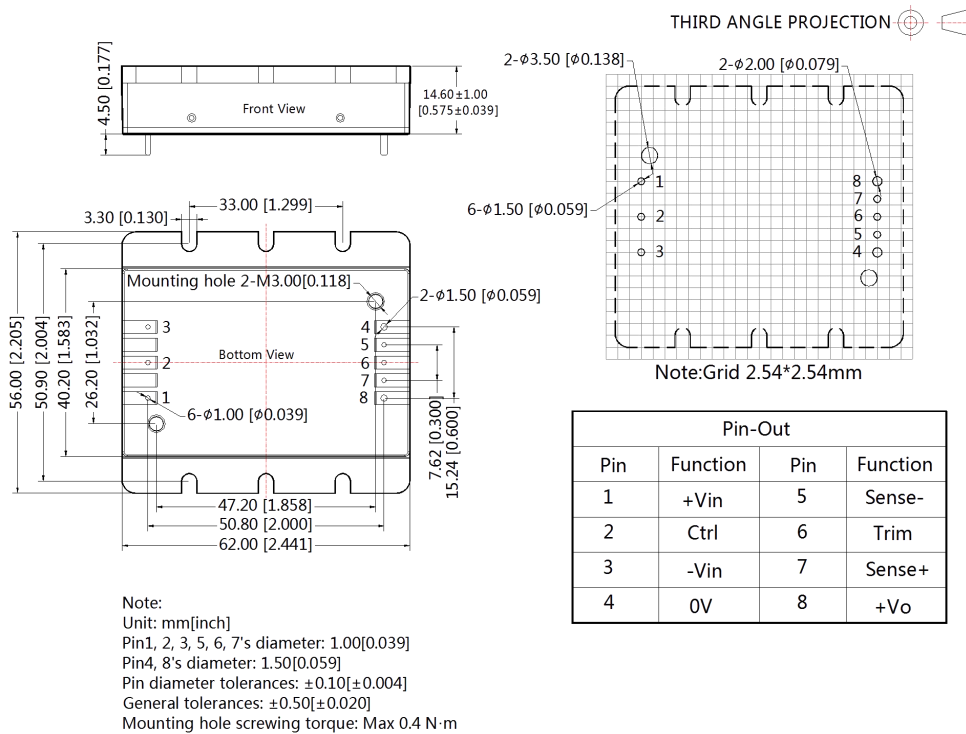 THIRD ANGLE PROJECTION
4.50 [0.177]
Front View
14.60±1.00
[0.575±0.039]
2-φ3.50 [φ0.138]
2-φ2.00 [φ0.079]
1
2
3
8
7
6
5
4
6-φ1.50 [φ0.059]
Note:Grid 2.54*2.54mm
33.00 [1.299]
3.30 [0.130]
Mounting hole 2-M3.00[0.118]
2-φ1.50 [φ0.059]
56.00 [2.205]
50.90 [2.004]
40.20 [1.583]
26.20 [1.032]
3
2
1
Bottom View
4
5
6
7
8
6-φ1.00 [φ0.039]
7.62 [0.300]
15.24 [0.600]
47.20 [1.858]
50.80 [2.000]
62.00 [2.441]
Pin-Out
Pin Function Pin Function
1 +Vin 5 Sense-
2 Ctrl 6 Trim
3 -Vin 7 Sense+
4 0V 8 +Vo
Note:
Unit: mm[inch]
Pin1, 2, 3, 5, 6, 7's diameter: 1.00[0.039]
Pin4, 8's diameter: 1.50[0.059]
Pin diameter tolerances: ±0.10[±0.004]
General tolerances: ±0.50[±0.020]
Mounting hole screwing torque: Max 0.4 N·m